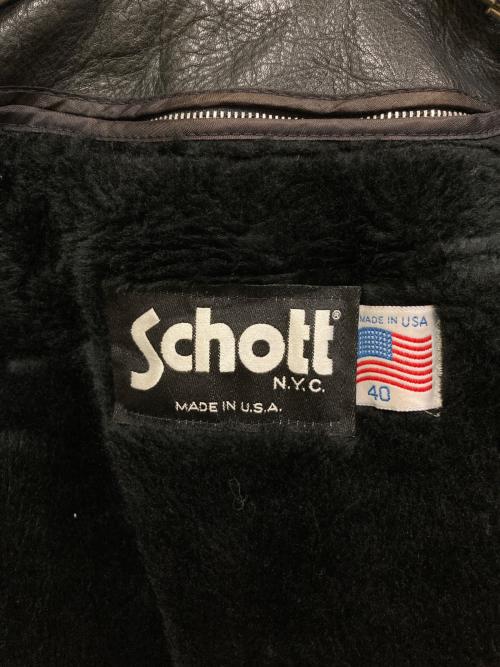 Schott®
N.Y.C.
MADE IN U.S.A.
MADE IN USA
40